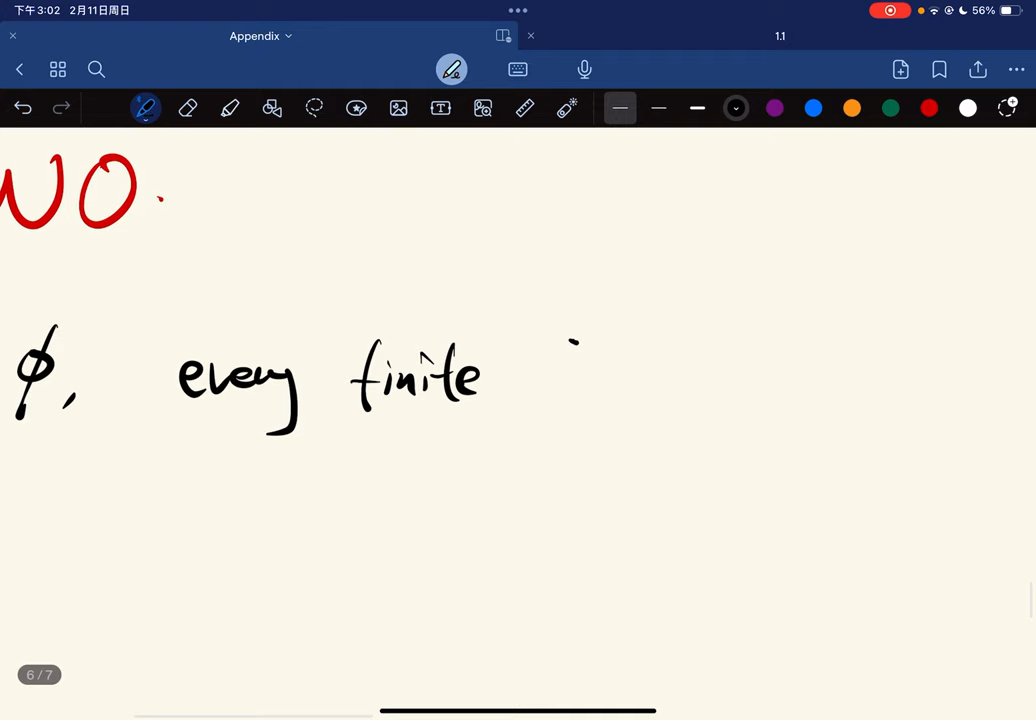 下午3:02 2月11日周日
56%
Appendix
1.1
NO.
φ, every finite
6 / 7